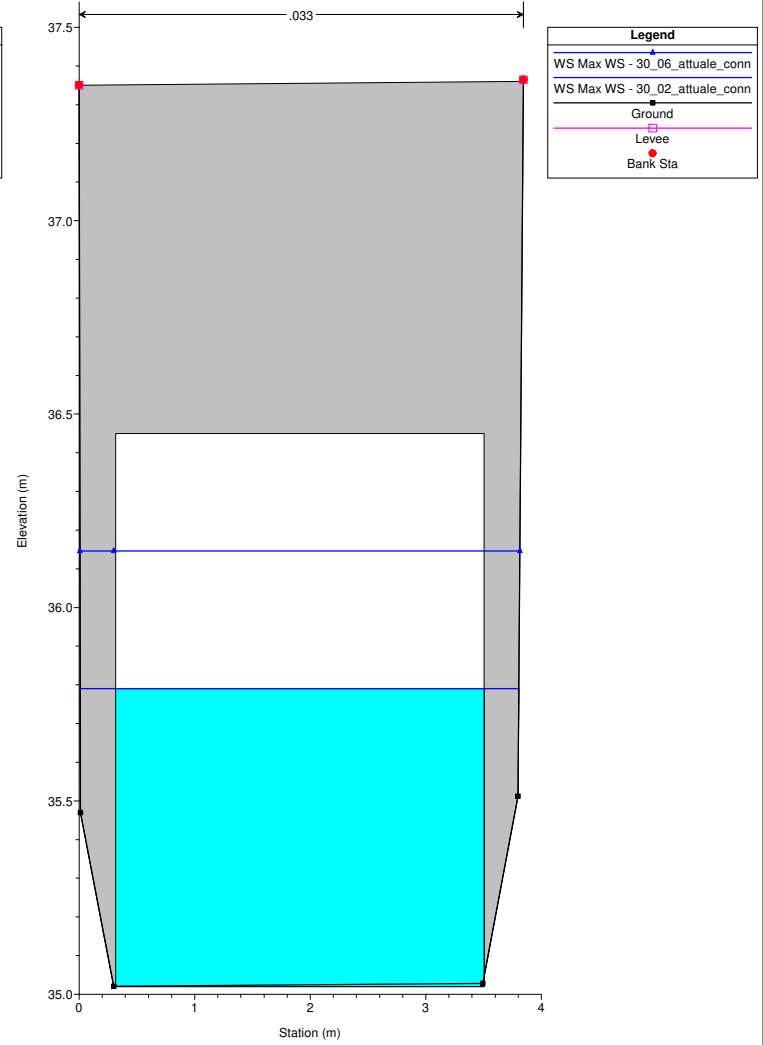 .033
37.5
37.0
36.5
36.0
35.5
35.0
0
1
2
3
4
Elevation (m)
Station (m)
Legend
WS Max WS - 30_06_attuale_conn
WS Max WS - 30_02_attuale_conn
Ground
Levee
Bank Sta